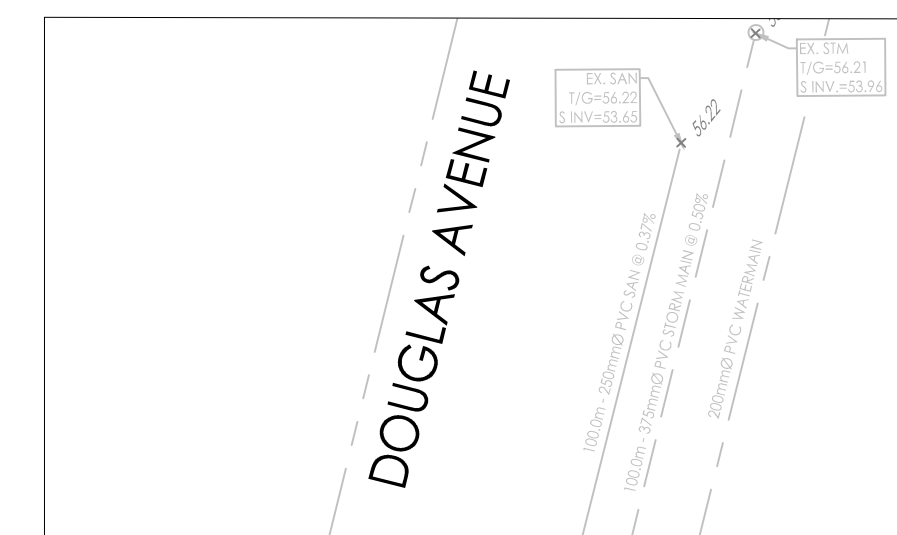 EX. STM
T/G=56.21
S INV.=53.96
EX. SAN
T/G=56.22
S INV=53.65
56.22
DOUGLAS AVENUE
100.0m - 250mmØ PVC SAN @ 0.37%
100.0m - 375mmØ PVC STORM MAIN @ 0.50%
200mmØ PVC WATERMAIN